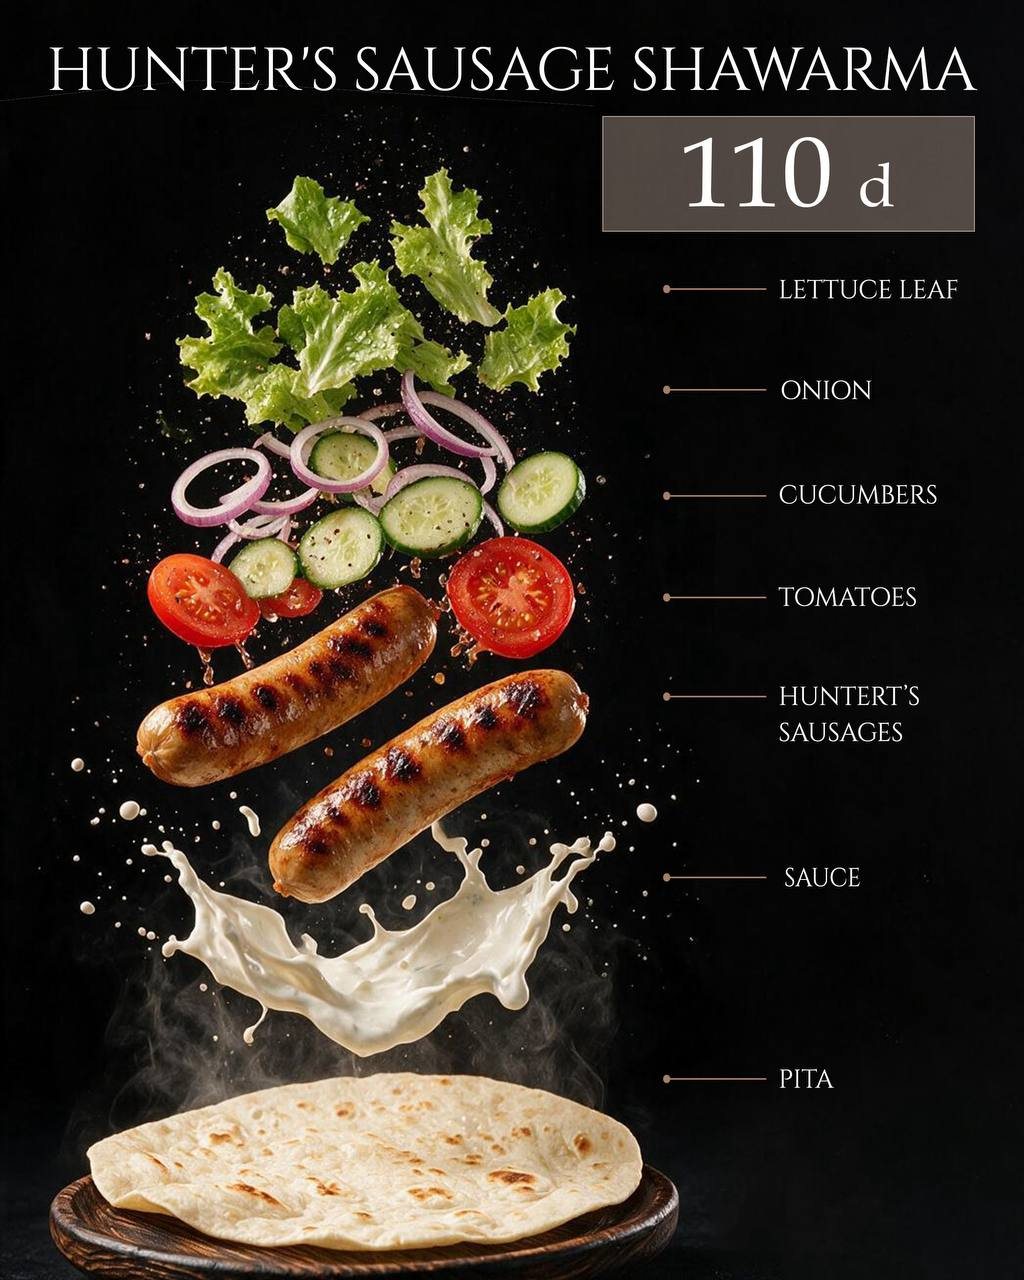 HUNTER'S SAUSAGE SHAWARMA
110 d
LETTUCE LEAF
ONION
CUCUMBERS
TOMATOES
HUNTERT’S
SAUSAGES
SAUCE
PITA